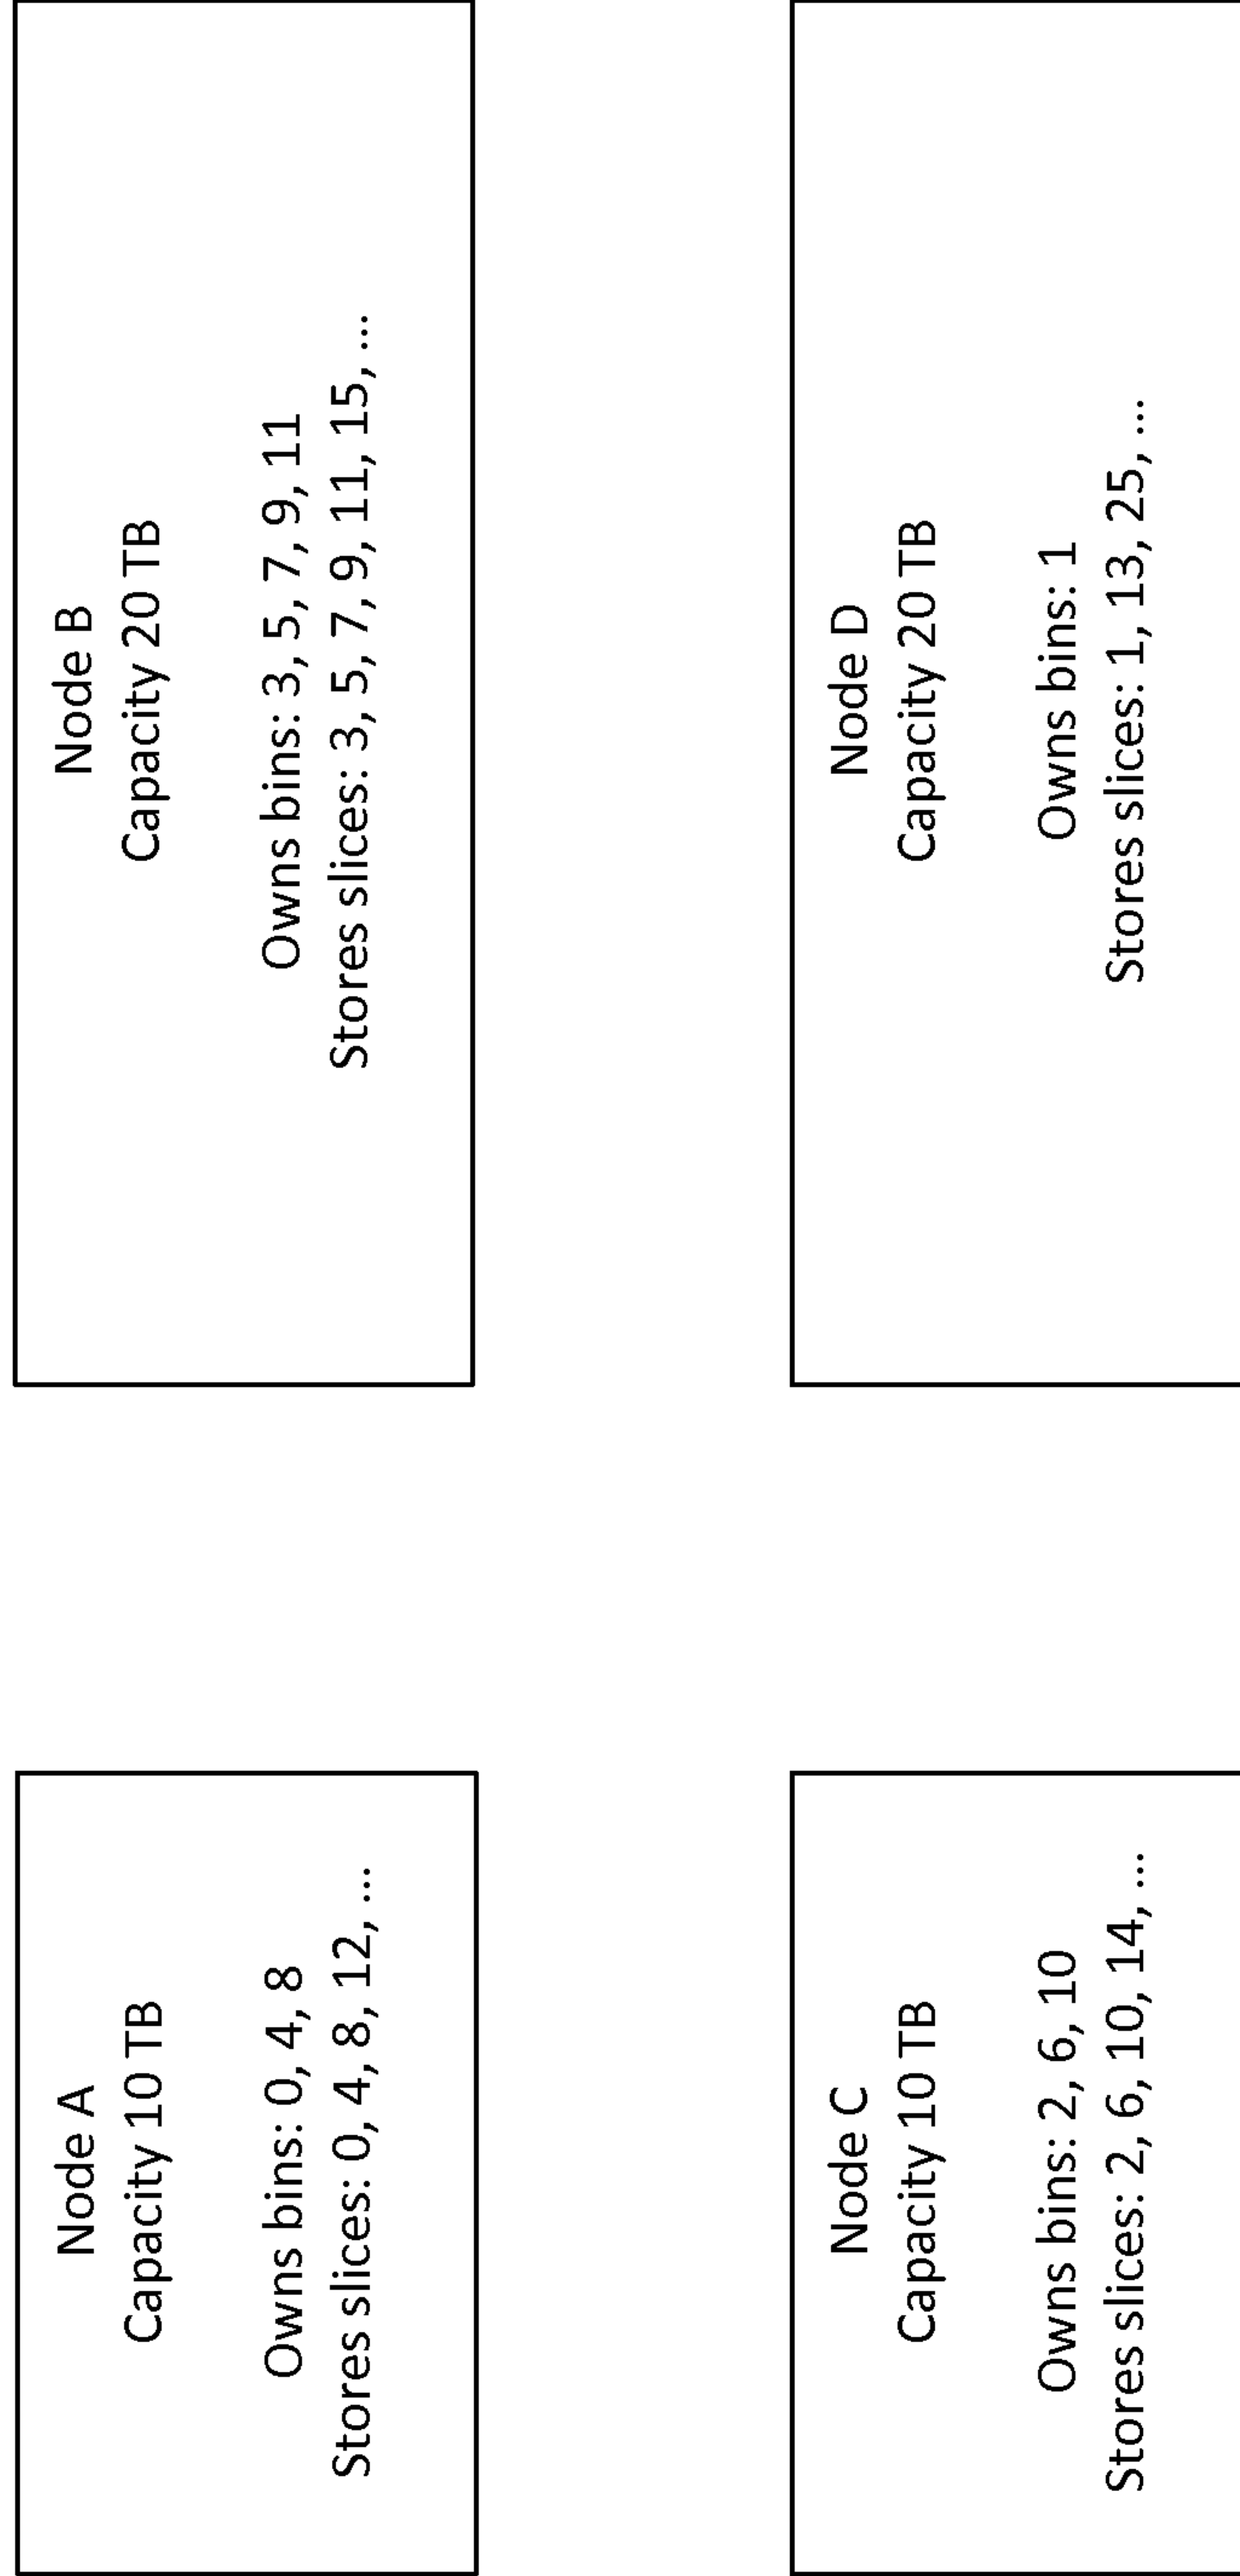 Node A
Capacity 10 TB
Owns bins: 0, 4, 8
Stores slices: 0, 4, 8, 12, ...
Node B
Capacity 20 TB
Owns bins: 3, 5, 7, 9, 11
Stores slices: 3, 5, 7, 9, 11, 15, ...
Node C
Capacity 10 TB
Owns bins: 2, 6, 10
Stores slices: 2, 6, 10, 14, ...
Node D
Capacity 20 TB
Owns bins: 1
Stores slices: 1, 13, 25, ...